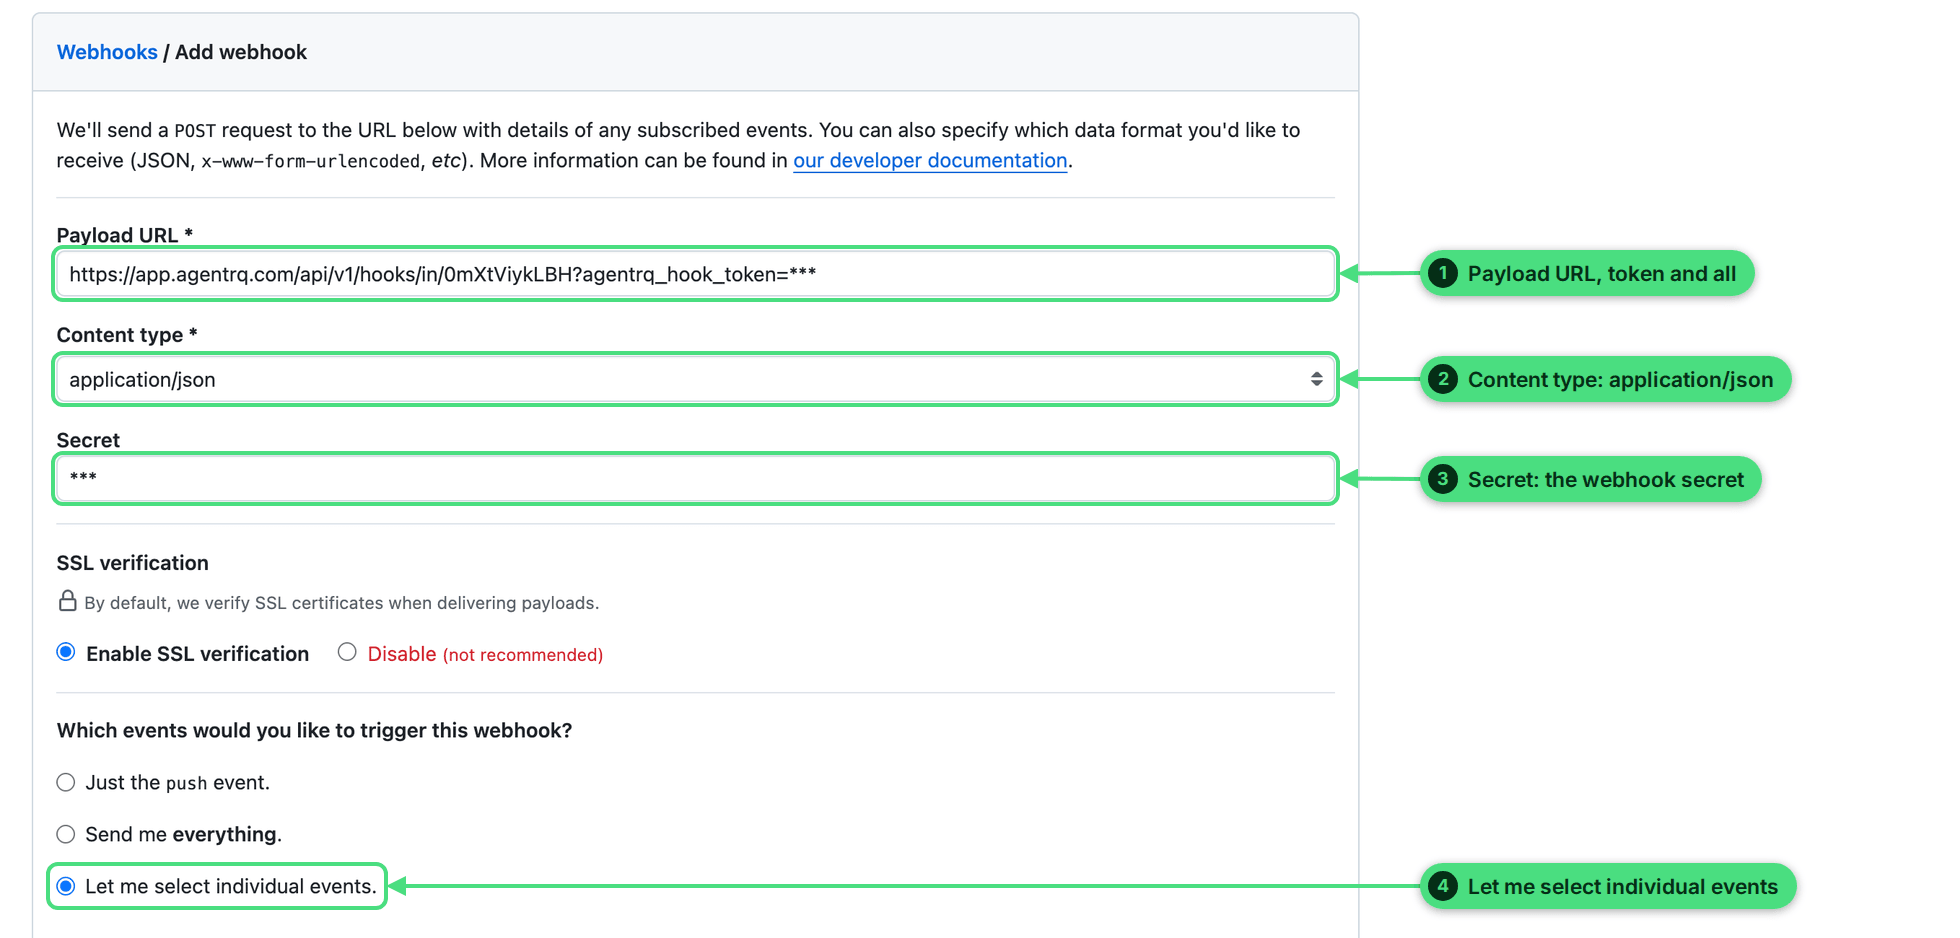 Webhooks / Add webhook
We'll send a POST request to the URL below with details of any subscribed events. You can also specify which data format you'd like to
receive (JSON, x-www-form-urlencoded, etc). More information can be found in our developer documentation.
Payload URL *
https://app.agentrq.com/api/v1/hooks/in/0mXtViykLBH?agentrq_hook_token=***
1 Payload URL, token and all
Content type *
application/json
2 Content type: application/json
Secret
***
3 Secret: the webhook secret
SSL verification
By default, we verify SSL certificates when delivering payloads.
Enable SSL verification Disable (not recommended)
Which events would you like to trigger this webhook?
Just the push event.
Send me everything.
Let me select individual events.
4 Let me select individual events